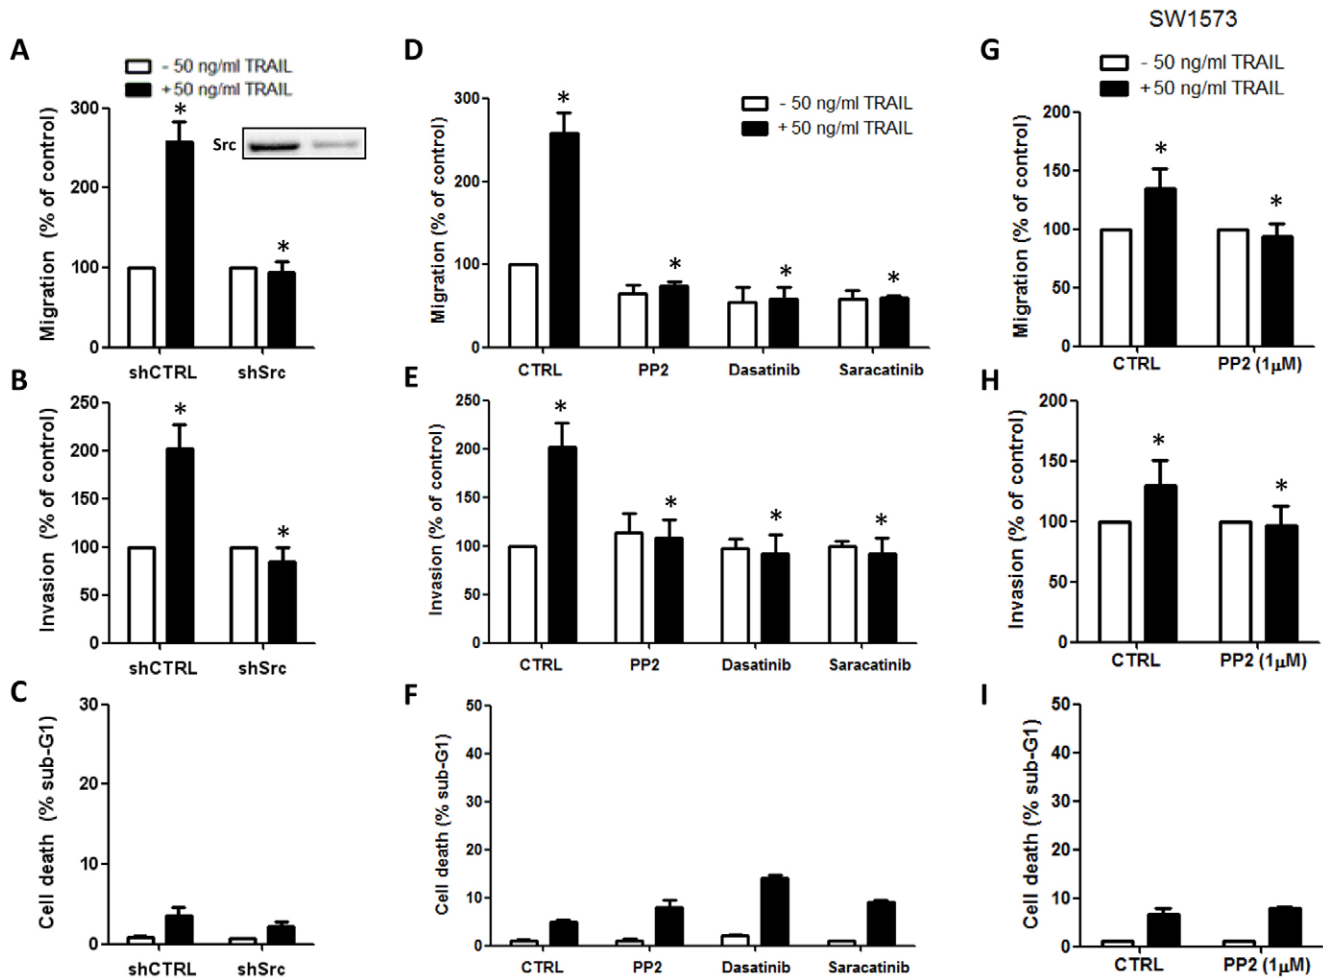 SW1573
A
- 50 ng/ml TRAIL
+50 ng/ml TRAIL
Migration (% of control)
300
200
100
0
*
*
Src
shCTRL
shSrc
D
- 50 ng/ml TRAIL
+50 ng/ml TRAIL
Migration (% of control)
300
200
100
0
*
*
*
*
CTRL
PP2
Dasatinib
Saracatinib
G
- 50 ng/ml TRAIL
+50 ng/ml TRAIL
Migration (% of control)
200
150
100
50
0
*
*
CTRL
PP2 (1µM)
B
Invasion (% of control)
250
200
150
100
50
0
*
*
shCTRL
shSrc
E
Invasion (% of control)
250
200
150
100
50
0
*
*
*
*
CTRL
PP2
Dasatinib
Saracatinib
H
Invasion (% of control)
200
150
100
50
0
*
*
CTRL
PP2 (1µM)
C
Cell death (% sub-G1)
30
20
10
0
shCTRL
shSrc
F
Cell death (% sub-G1)
50
40
30
20
10
0
CTRL
PP2
Dasatinib
Saracatinib
I
Cell death (% sub-G1)
50
40
30
20
10
0
CTRL
PP2 (1µM)